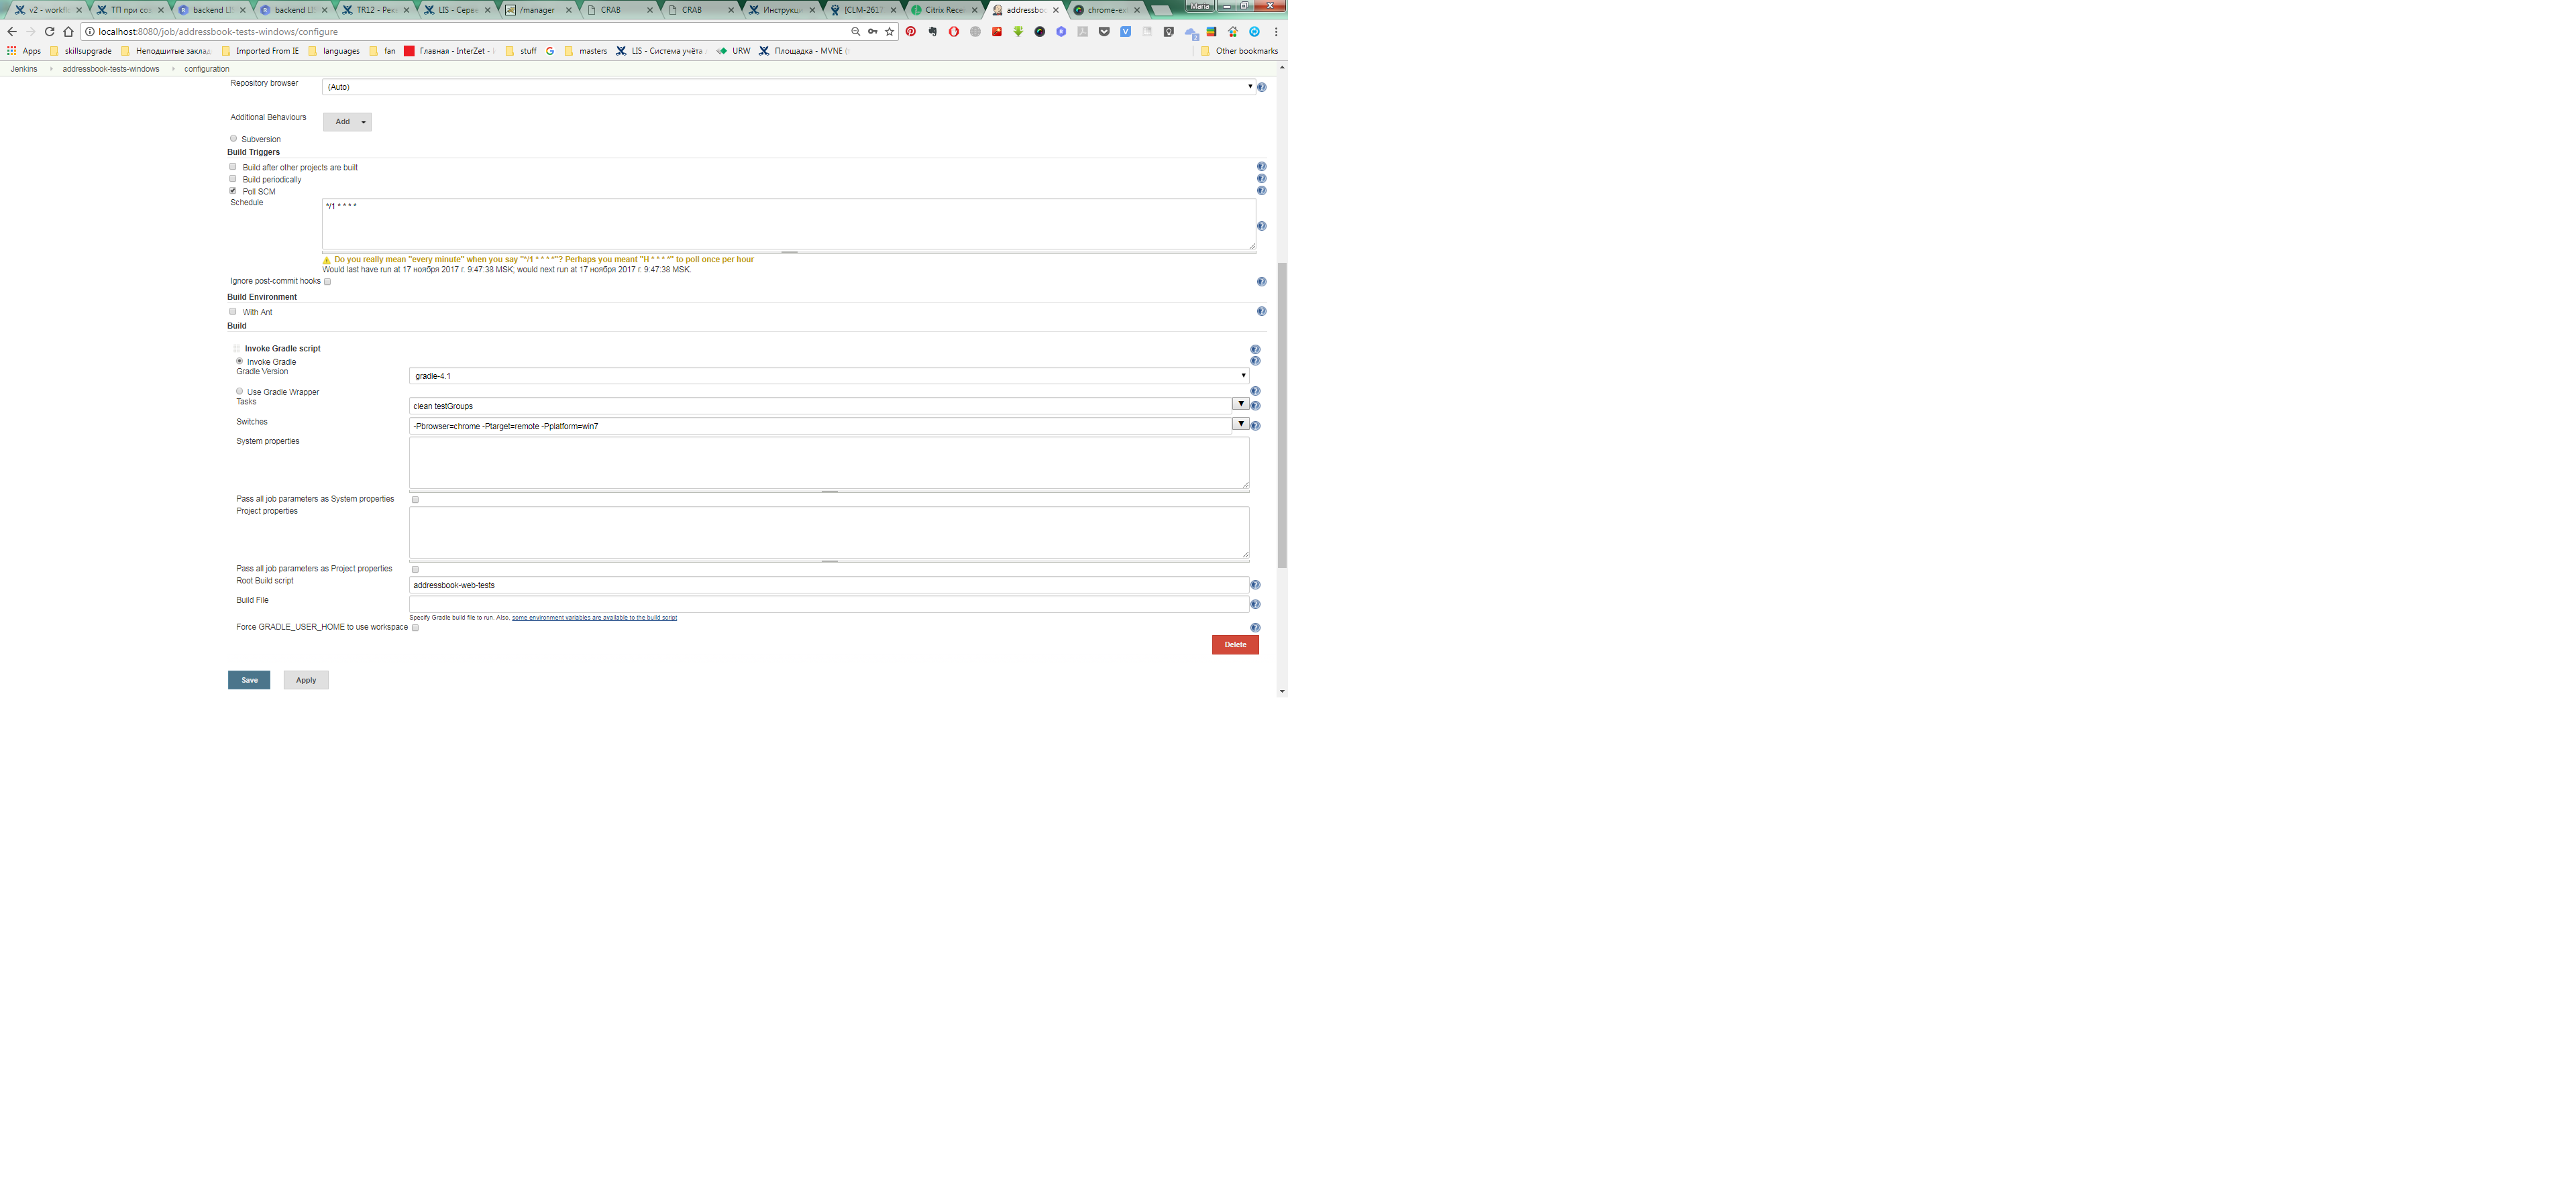 v2 - workflo
ТП при соз
backend LIS
backend LIS
TR12 - Рек
LIS - Серве
/manager
CRAB
CRAB
Инструкци
[CLM-2617
Citrix Recei
addressboo
chrome-ex
Maria
localhost:8080/job/addressbook-tests-windows/configure
Apps
skillsupgrade
Неподшитые заклад
Imported From IE
languages
fan
Главная - InterZet -
stuff
masters
LIS - Система учёта
URW
Площадка - MVNE (
Other bookmarks
Jenkins
addressbook-tests-windows
configuration
Repository browser
(Auto)
Additional Behaviours
Add
Subversion
Build Triggers
Build after other projects are built
Build periodically
Poll SCM
Schedule
*/1 * * * *
Do you really mean "every minute" when you say "*/1 * * * *"? Perhaps you meant "H * * * *" to poll once per hour
Would last have run at 17 ноября 2017 г. 9:47:38 MSK; would next run at 17 ноября 2017 г. 9:47:38 MSK.
Ignore post-commit hooks
Build Environment
With Ant
Build
Invoke Gradle script
Invoke Gradle
Gradle Version
gradle-4.1
Use Gradle Wrapper
Tasks
clean testGroups
Switches
-Pbrowser=chrome -Ptarget=remote -Pplatform=win7
System properties
Pass all job parameters as System properties
Project properties
Pass all job parameters as Project properties
Root Build script
addressbook-web-tests
Build File
Specify Gradle build file to run. Also, some environment variables are available to the build script
Force GRADLE_USER_HOME to use workspace
Delete
Save
Apply